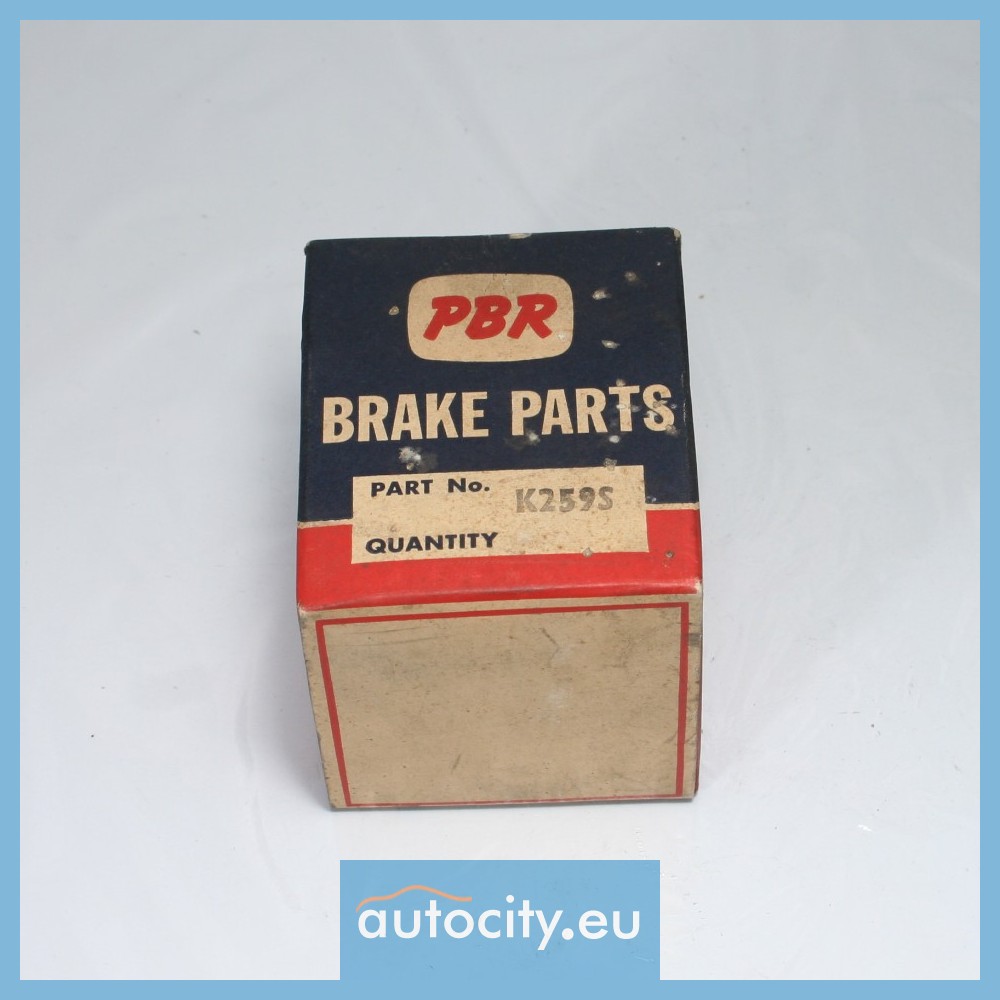 PBR
BRAKE PARTS
PART No. K259S
QUANTITY
autocity.eu